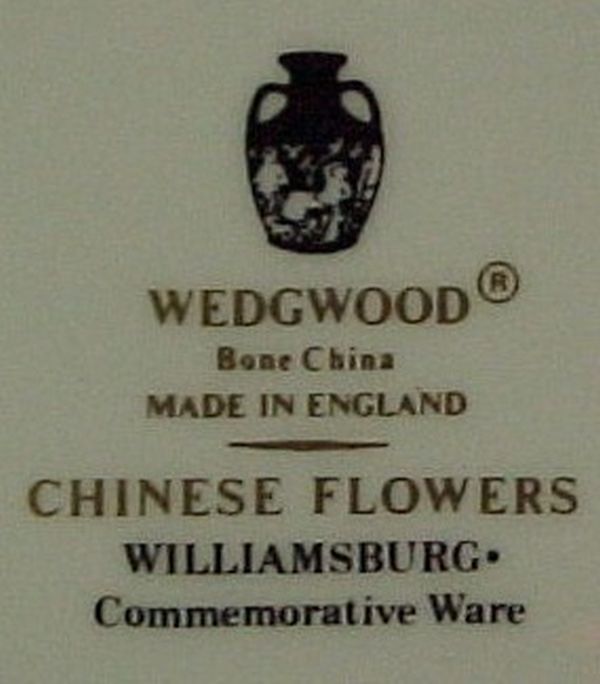 WEDGWOOD®
Bone China
MADE IN ENGLAND
CHINESE FLOWERS
WILLIAMSBURG•
Commemorative Ware